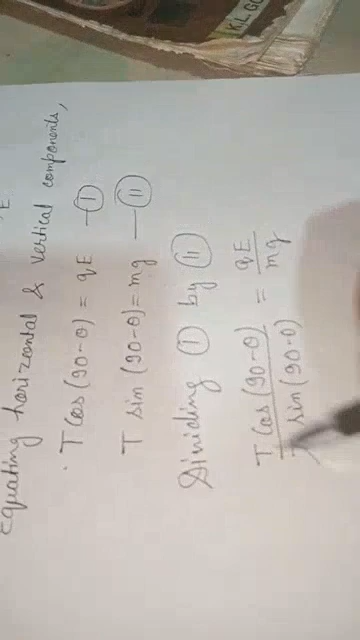 Equating horizontal & vertical components,
T cos (90-θ) = qE —Ⓘ
T sin (90-θ) = mg —Ⓘⓘ
Dividing Ⓘ by Ⓘⓘ
T cos (90-θ) / T sin (90-θ) = qE / mg
K.L.GO